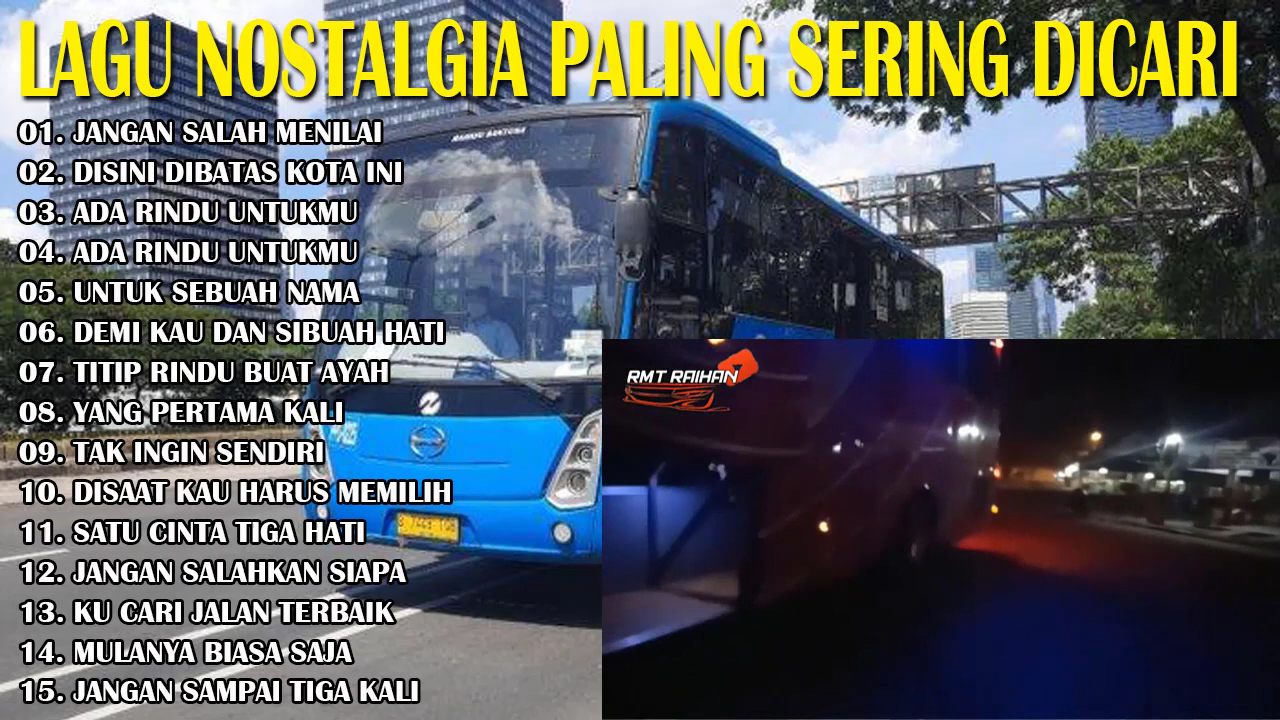 LAGU NOSTALGIA PALING SERING DICARI
01. JANGAN SALAH MENILAI
02. DISINI DIBATAS KOTA INI
03. ADA RINDU UNTUKMU
04. ADA RINDU UNTUKMU
05. UNTUK SEBUAH NAMA
06. DEMI KAU DAN SIBUAH HATI
07. TITIP RINDU BUAT AYAH
08. YANG PERTAMA KALI
09. TAK INGIN SENDIRI
10. DISAAT KAU HARUS MEMILIH
11. SATU CINTA TIGA HATI
12. JANGAN SALAHKAN SIAPA
13. KU CARI JALAN TERBAIK
14. MULANYA BIASA SAJA
15. JANGAN SAMPAI TIGA KALI
RMT RAIHAN